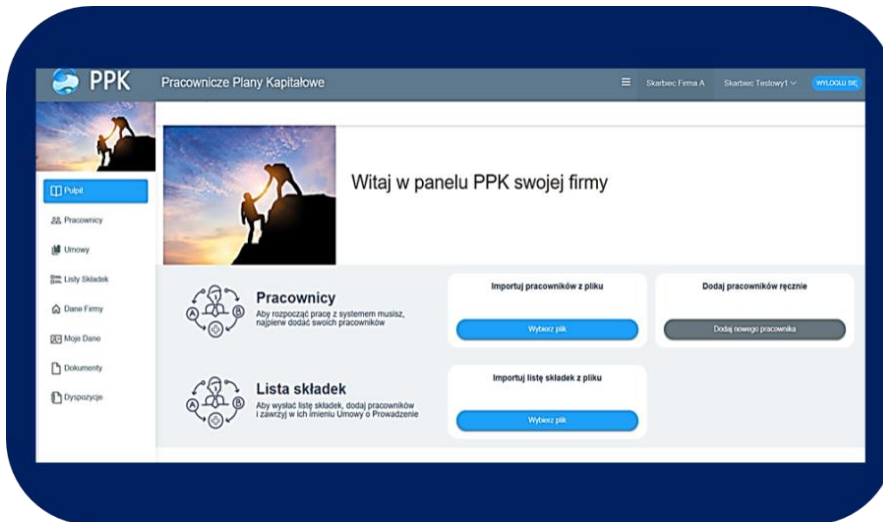 PPK
Pracownicze Plany Kapitałowe
Skarbiec Firma A
Skarbiec Testowy1
WYLOGUJ SIĘ
Pulpit
Pracownicy
Umowy
Listy Składek
Dane Firmy
Moje Dane
Dokumenty
Dyspozycje
Witaj w panelu PPK swojej firmy
Pracownicy
Aby rozpocząć pracę z systemem musisz,
najpierw dodać swoich pracowników
Importuj pracowników z pliku
Wybierz plik
Dodaj pracowników ręcznie
Dodaj nowego pracownika
A
B
Lista składek
Aby wysłać listę składek, dodaj pracowników
i zawrzyj w ich imieniu Umowy o Prowadzenie
Importuj listę składek z pliku
Wybierz plik
A
B